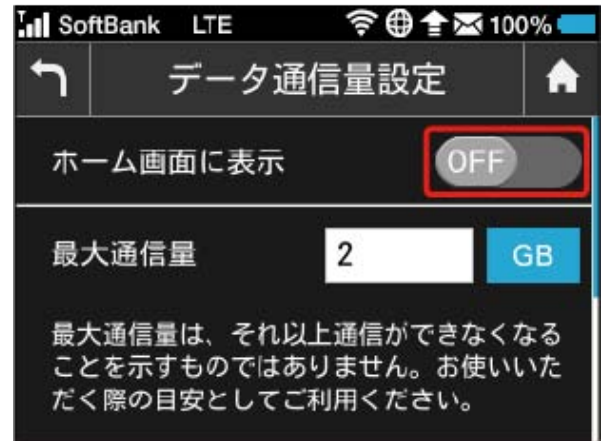 SoftBank LTE 100%
データ通信量設定
ホーム画面に表示 OFF
最大通信量 2 GB
最大通信量は、それ以上通信ができなくなる
ことを示すものではありません。お使いいた
だく際の目安としてご利用ください。